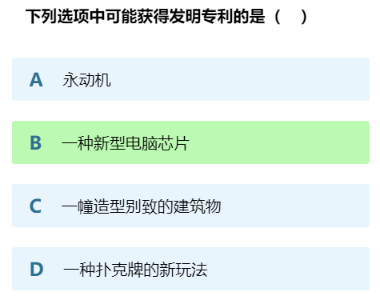 下列选项中可能获得发明专利的是（　）
A 永动机
B 一种新型电脑芯片
C 一幢造型别致的建筑物
D 一种扑克牌的新玩法